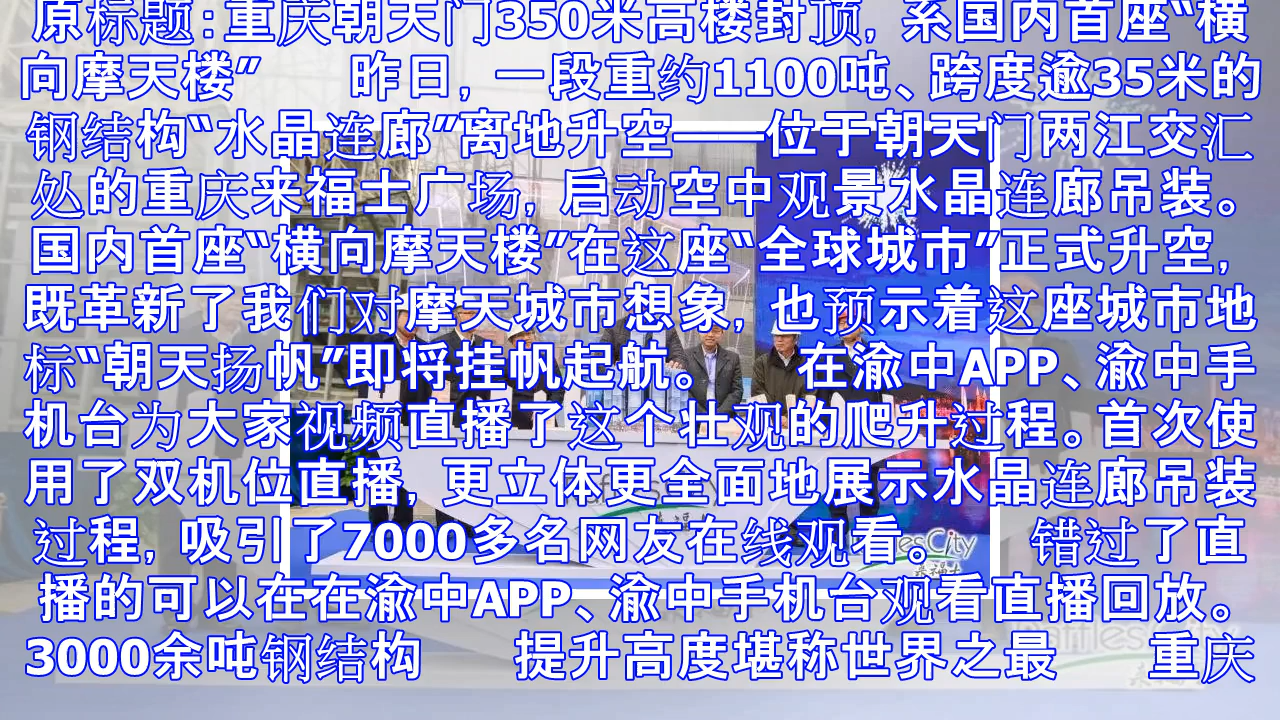 原标题:重庆朝天门350米高楼封顶,系国内首座“横
向摩天楼” 昨日,一段重约1100吨、跨度逾35米的
钢结构“水晶连廊”离地升空——位于朝天门两江交汇
处的重庆来福士广场,启动空中观景水晶连廊吊装。
国内首座“横向摩天楼”在这座“全球城市”正式升空,
既革新了我们对摩天城市想象,也预示着这座城市地
标“朝天扬帆”即将挂帆起航。 在渝中APP、渝中手
机台为大家视频直播了这个壮观的爬升过程。首次使
用了双机位直播,更立体更全面地展示水晶连廊吊装
过程,吸引了7000多名网友在线观看。 错过了直
播的可以在在渝中APP、渝中手机台观看直播回放。
3000余吨钢结构 提升高度堪称世界之最 重庆